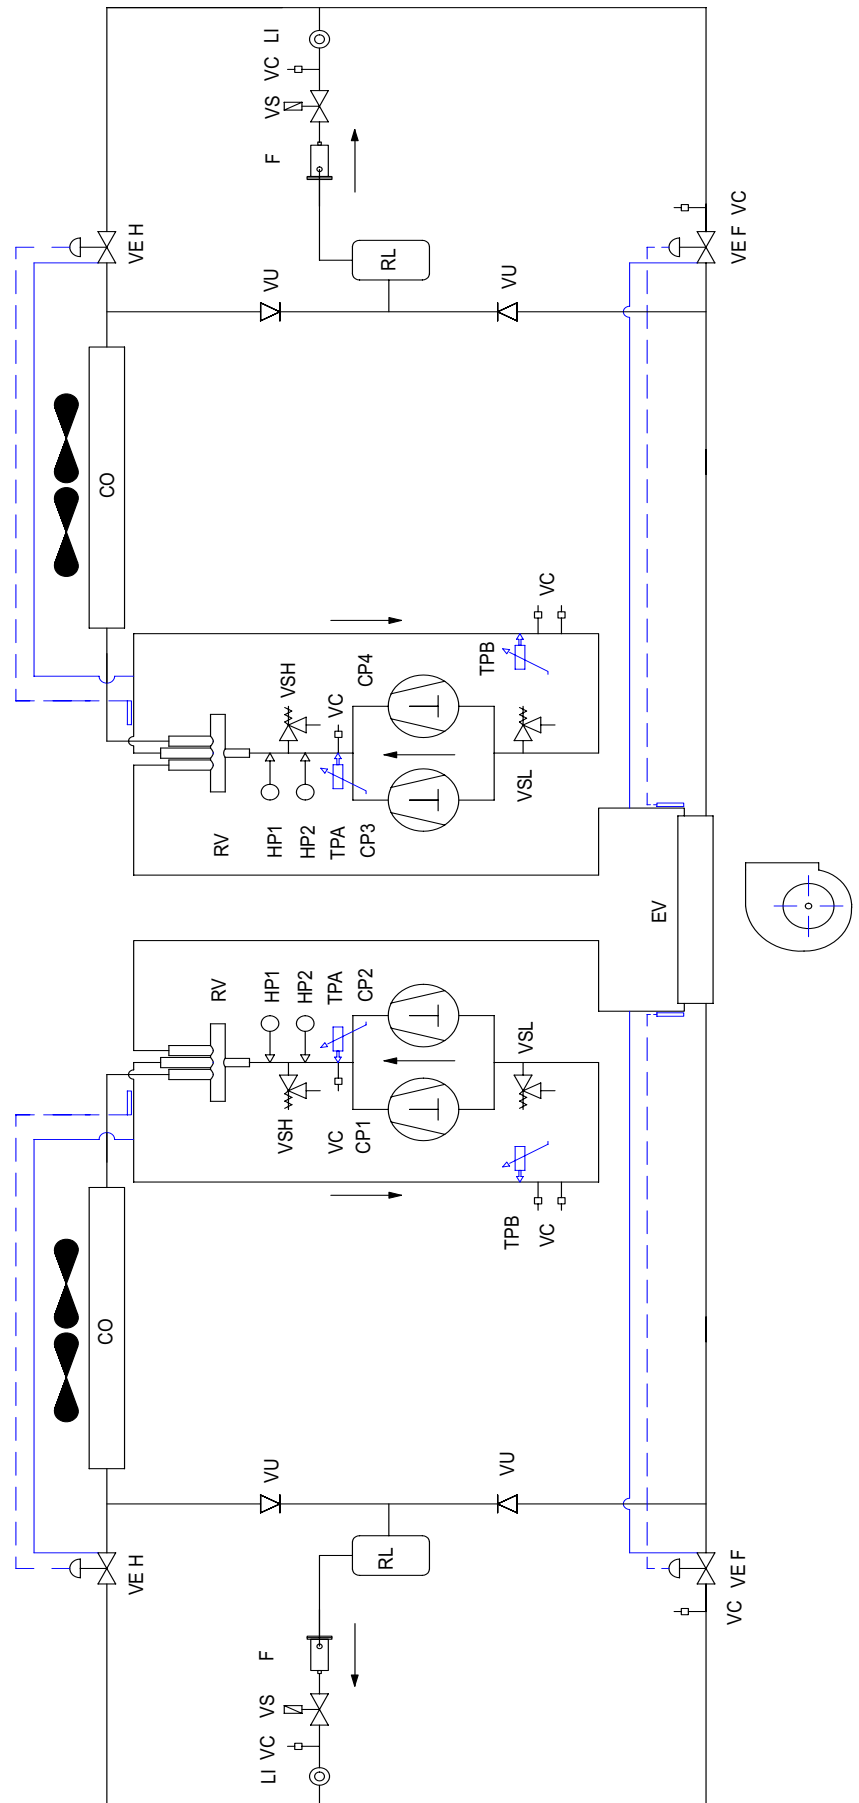 LI
VC
VS
F
VE H
RL
VU
VU
VE F
VC
CO
VSH
VC
CP4
TPB
VC
RV
HP1
HP2
TPA
CP3
VSL
EV
RV
HP1
HP2
TPA
CP2
VSL
VSH
VC
CP1
TPB
VC
CO
VU
VU
VE H
RL
VE F
VC
F
VS
VC
LI